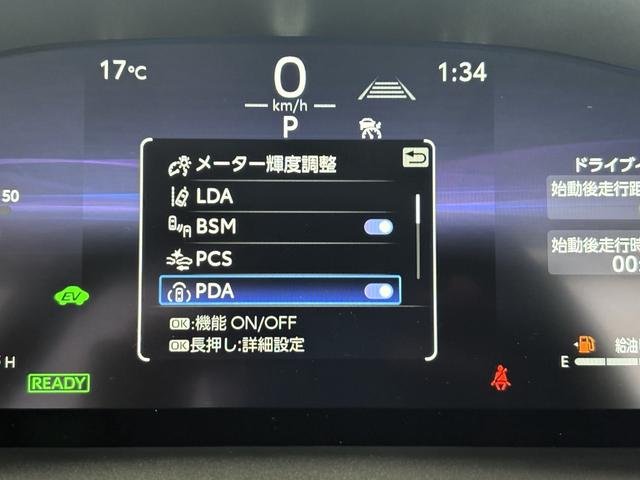 17℃
0
km/h
P
1:34
メーター輝度調整
LDA
BSM
PCS
PDA
OK:機能 ON/OFF
OK長押し:詳細設定
50
EV
H
READY
ドライブ
始動後走行距
始動後走行時
00:
給油
E